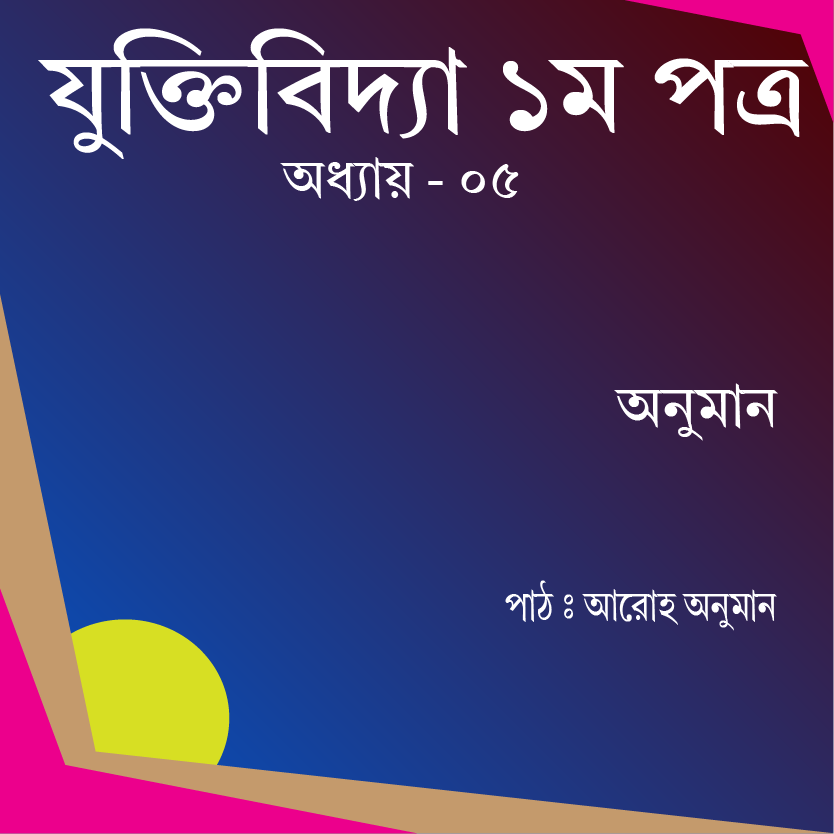 যুক্তিবিদ্যা ১ম পত্র
অধ্যায় - ০৫
অনুমান
পাঠ ঃ আরোহ অনুমান